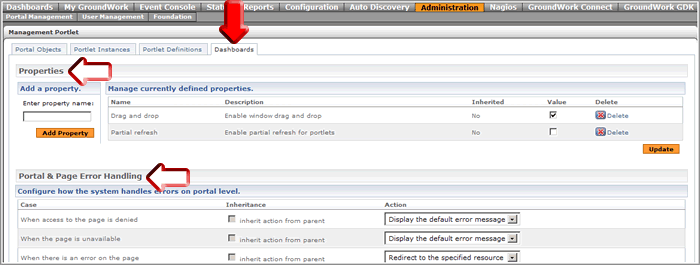 Dashboards My GroundWork Event Console Reports Configuration Auto Discovery Administration Nagios GroundWork Connect GroundWork GDK
Portal Management User Management Foundation
Management Portlet
Portal Objects Portlet Instances Portlet Definitions Dashboards
Properties
Add a property. Manage currently defined properties.
Enter property name: Name Description Inherited Value Delete
Drag and drop Enable window drag and drop No Delete
Add Property Partial refresh Enable partial refresh for portlets No Delete
Update
Portal & Page Error Handling
Configure how the system handles errors on portal level.
Case Inheritance Action
When access to the page is denied inherit action from parent Display the default error message
When the page is unavailable inherit action from parent Display the default error message
When there is an error on the page inherit action from parent Redirect to the specified resource